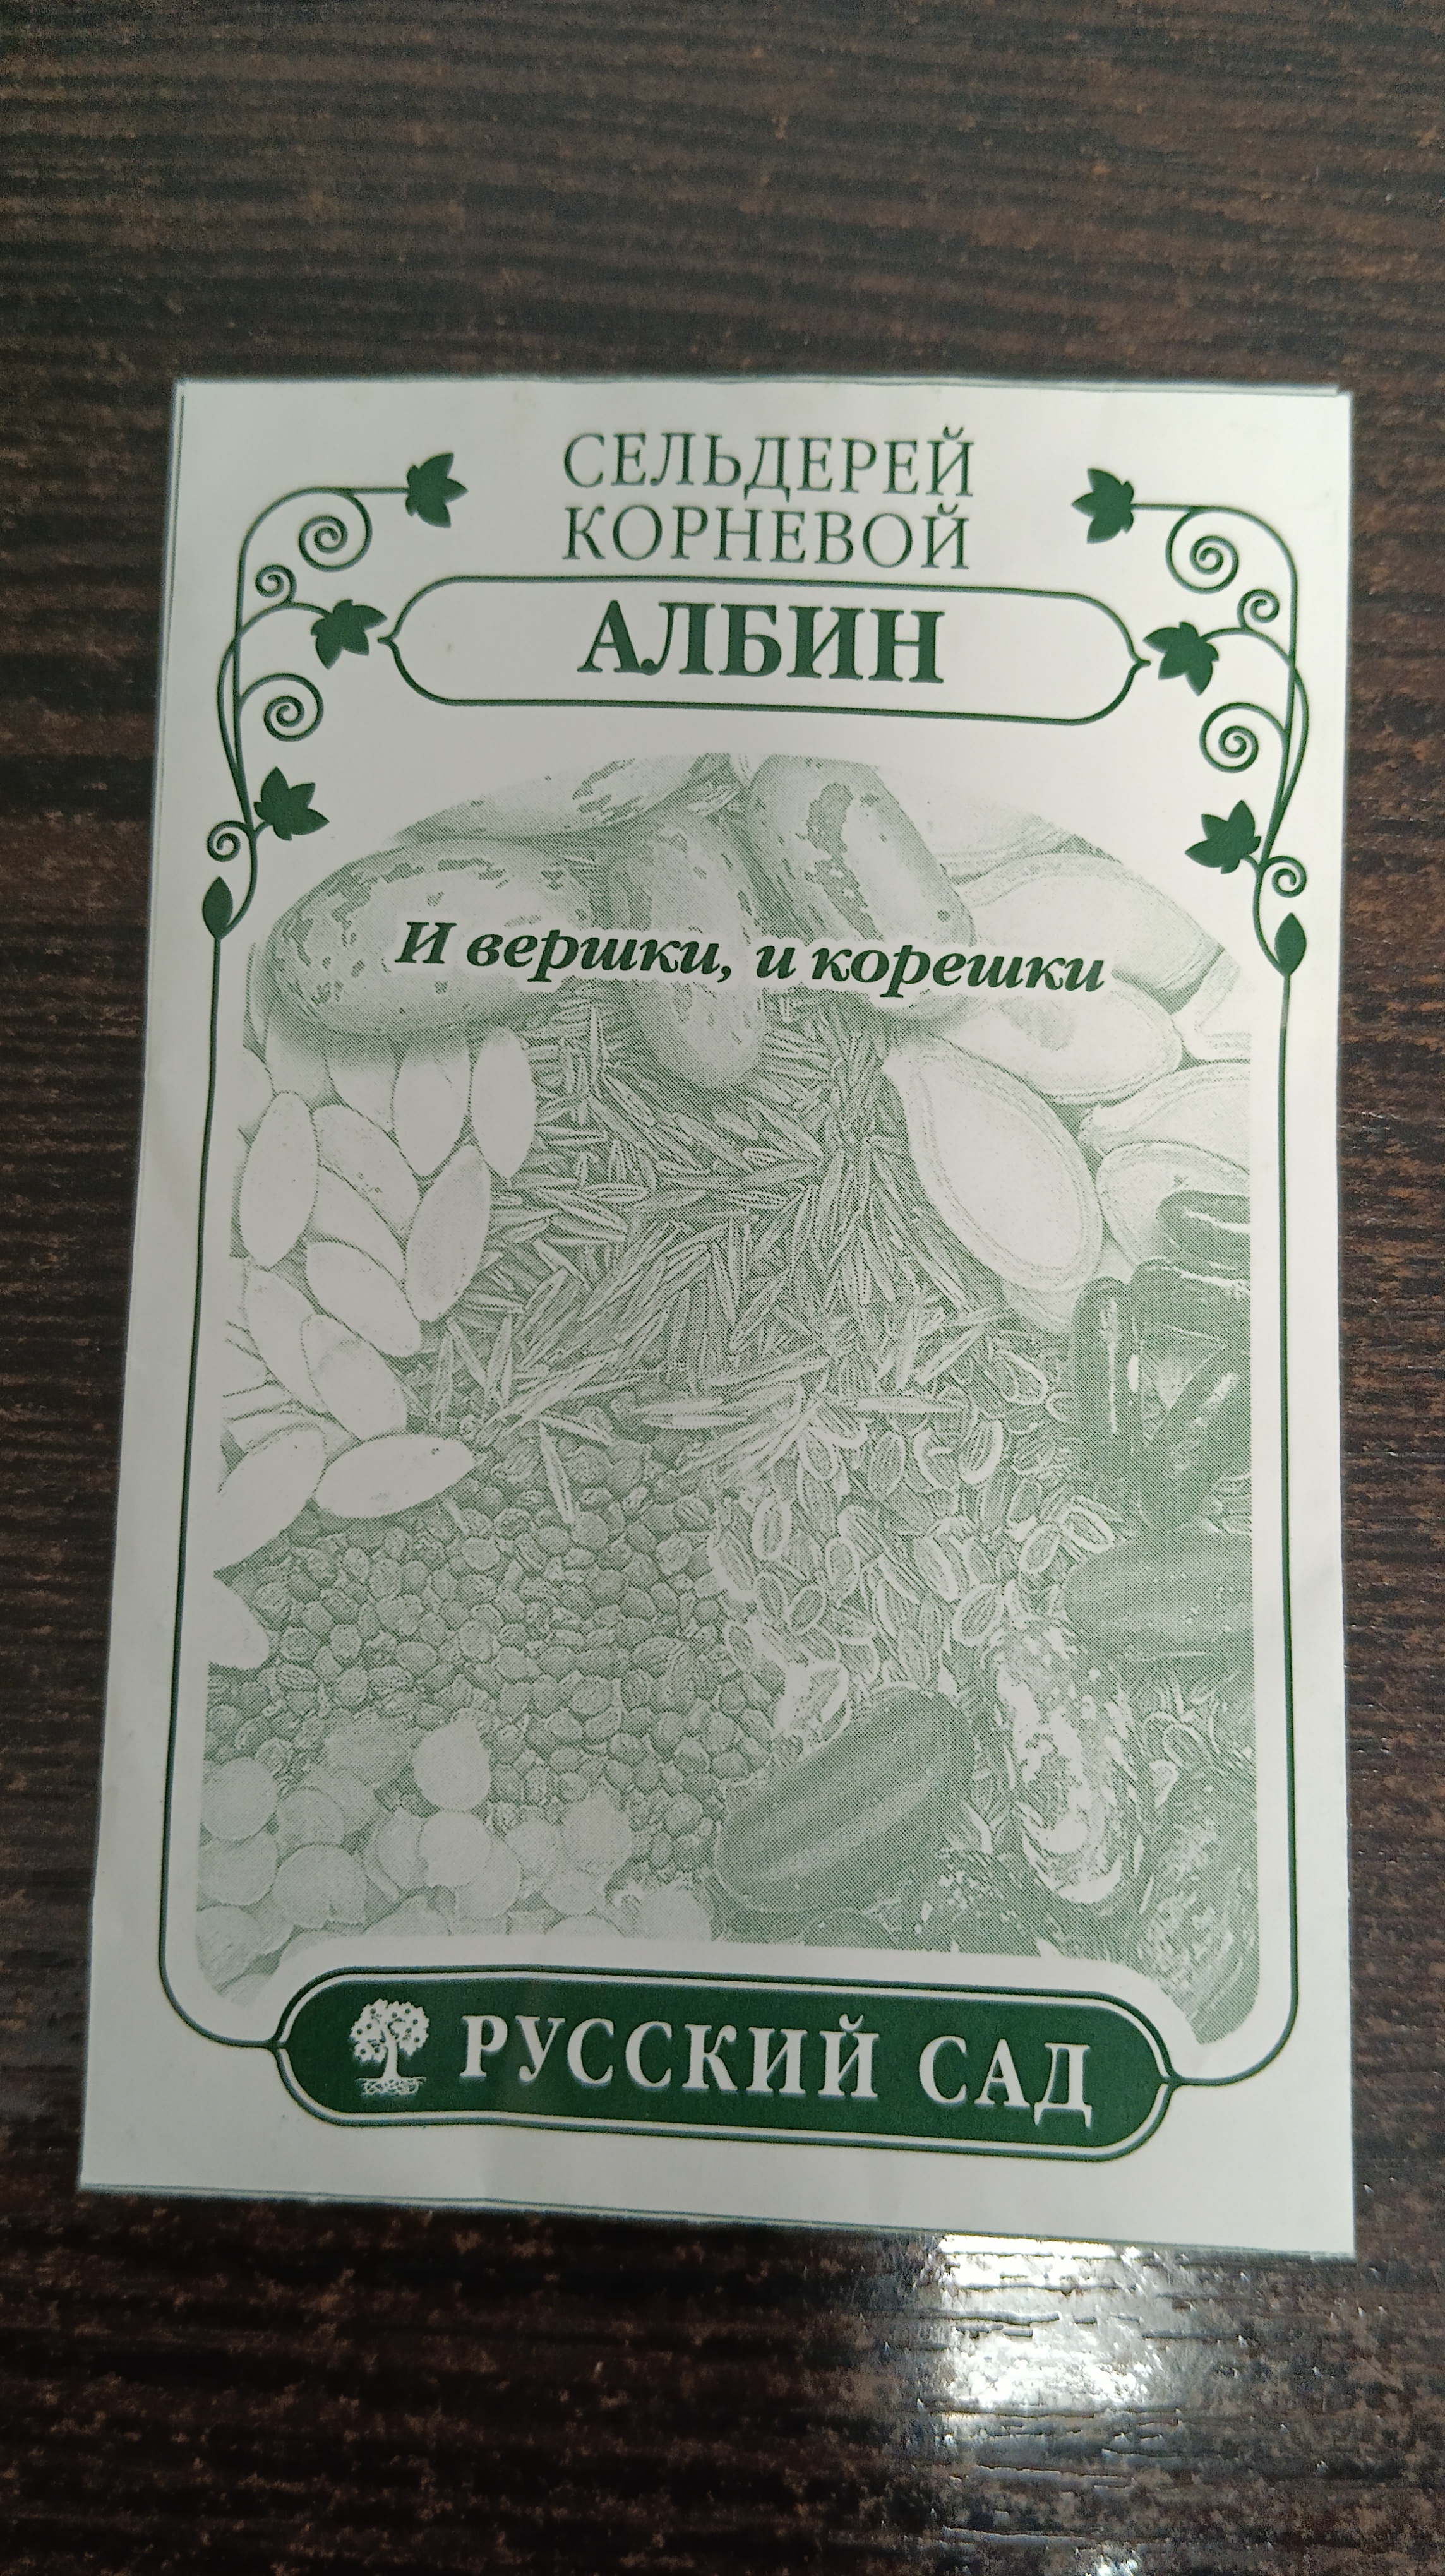 СЕЛЬДЕРЕЙ
КОРНЕВОЙ
АЛБИН
И вершки, и корешки
РУССКИЙ САД